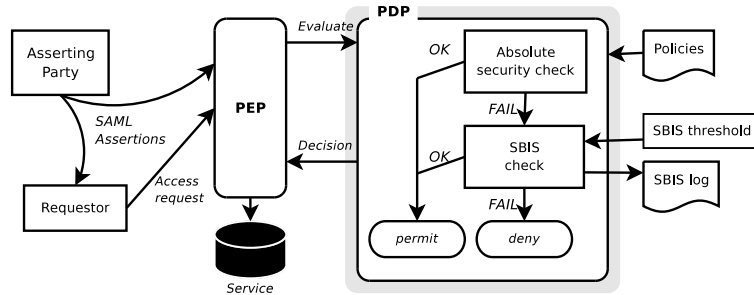 PDP
Evaluate
Asserting
Party
OK
Absolute
security check
Policies
PEP
SAML
Assertions
FAIL
Decision
SBIS threshold
OK
SBIS
check
Access
request
SBIS log
Requestor
FAIL
permit
deny
Service